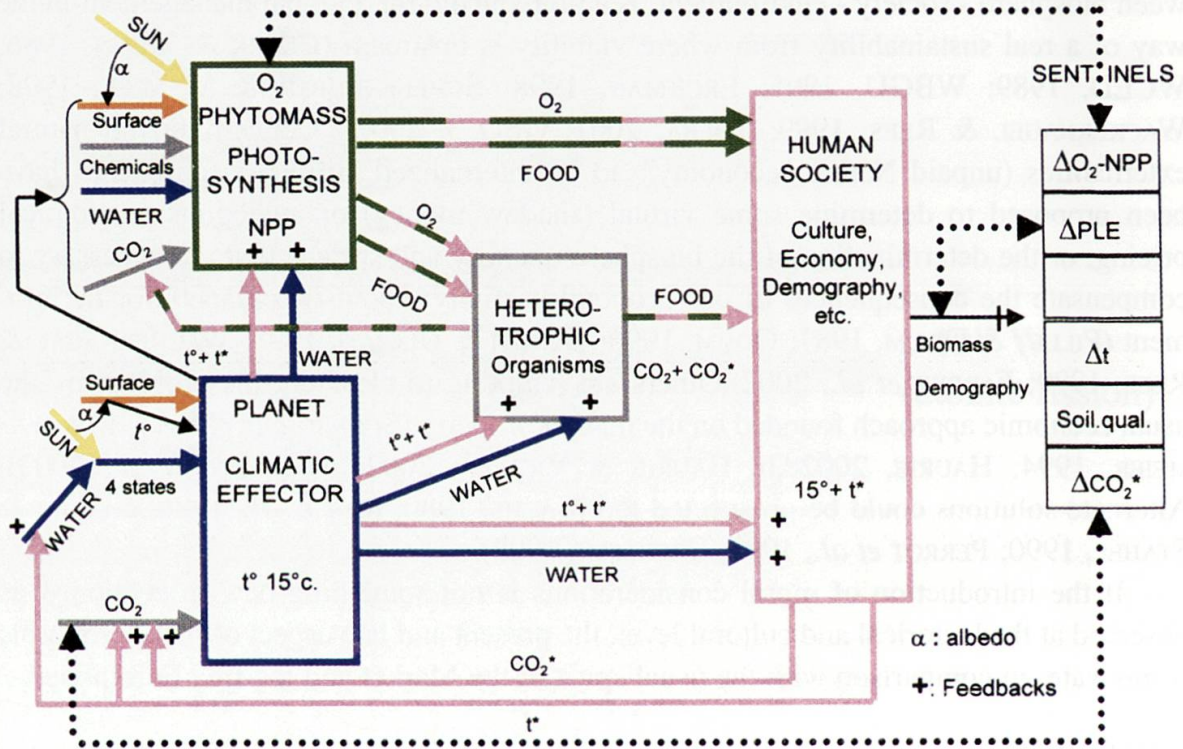 SUN
α
Surface
Chemicals
WATER
CO₂
O₂
PHYTOMASS
PHOTO-
SYNTHESIS
NPP
+ +
O₂
FOOD
O₂
FOOD
HETERO-
TROPHIC
Organisms
+ +
FOOD
CO₂+ CO₂*
HUMAN
SOCIETY
Culture,
Economy,
Demography,
etc.
15°+ t*
+
+
Biomass
Demography
SENT. INELS
ΔO₂-NPP
ΔPLE
Δt
Soil qual.
ΔCO₂*
t°+ t*
WATER
Surface
α
t°
SUN
4 states
WATER
+
PLANET
CLIMATIC
EFFECTOR
t° 15°c.
t°+ t*
WATER
t°+ t*
WATER
CO₂
+ +
CO₂*
t*
α : albedo
+: Feedbacks